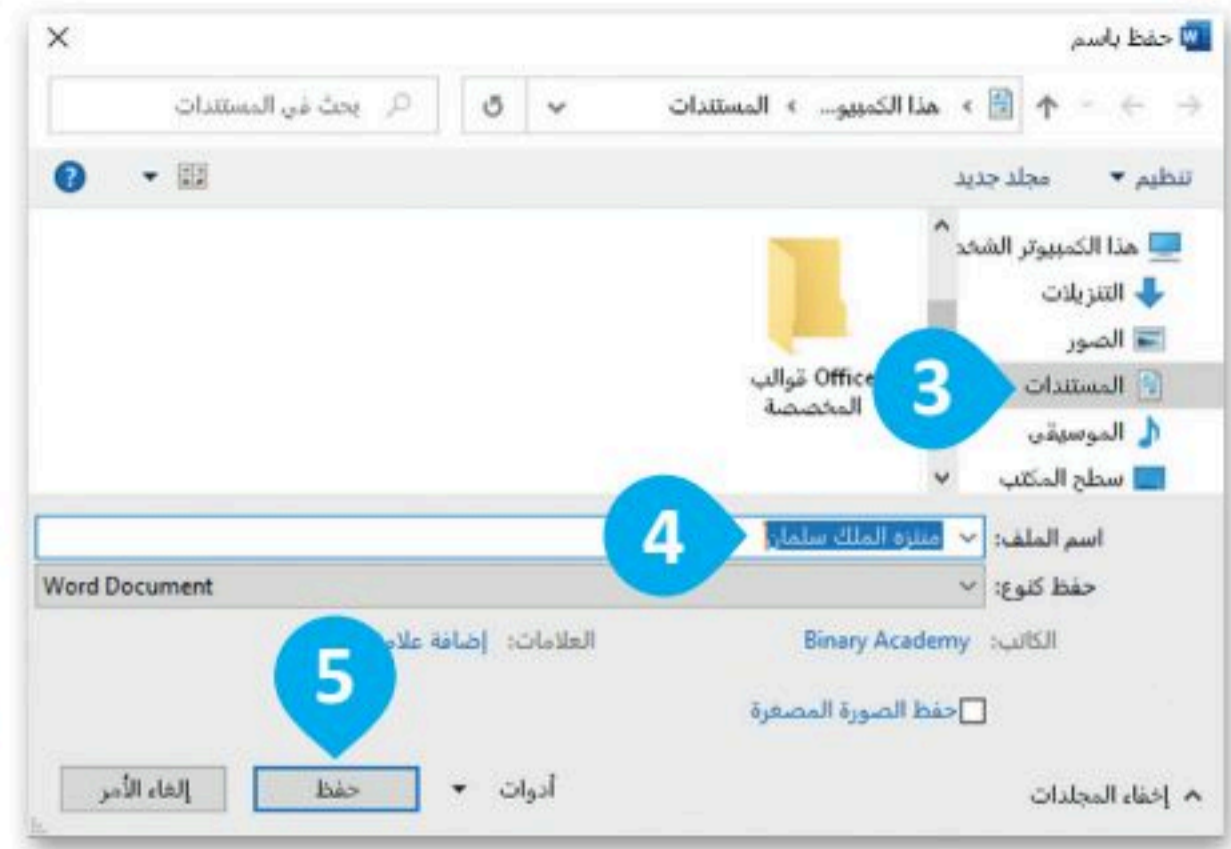 حفظ باسم
هذا الكمبيو... › المستندات
بحث في المستندات
تنظيم
مجلد جديد
هذا الكمبيوتر الشخص
التنزيلات
الصور
المستندات
الموسيقى
سطح المكتب
Office قوالب
المخصصة
3
4
اسم الملف: منتزه الملك سلمان
حفظ كنوع: Word Document
الكاتب: Binary Academy
العلامات: إضافة علام
5
حفظ الصورة المصغرة
إخفاء المجلدات
أدوات
حفظ
إلغاء الأمر